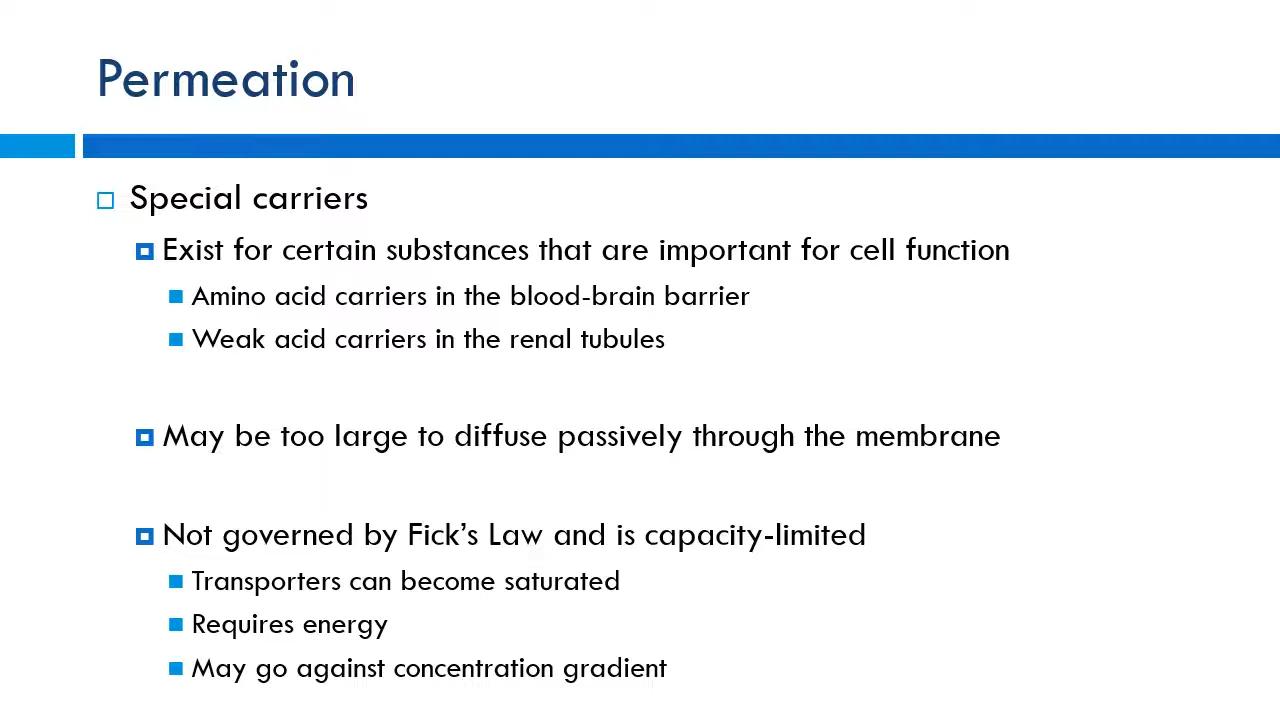 Permeation
Special carriers
Exist for certain substances that are important for cell function
Amino acid carriers in the blood-brain barrier
Weak acid carriers in the renal tubules
May be too large to diffuse passively through the membrane
Not governed by Fick’s Law and is capacity-limited
Transporters can become saturated
Requires energy
May go against concentration gradient